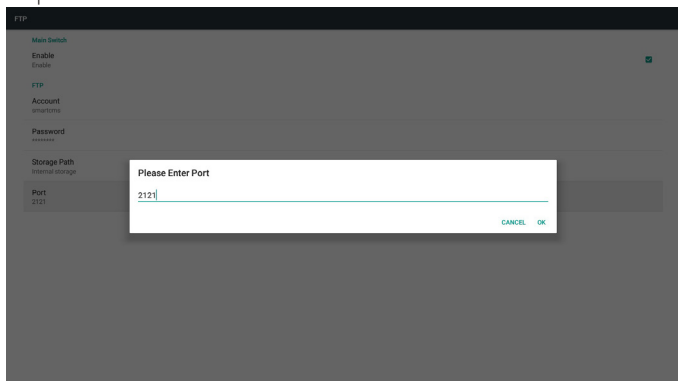 FTP
Main Switch
Enable
Enable
FTP
Account
smartoms
Password
********
Storage Path
Internal storage
Port
2121
Please Enter Port
2121
CANCEL OK